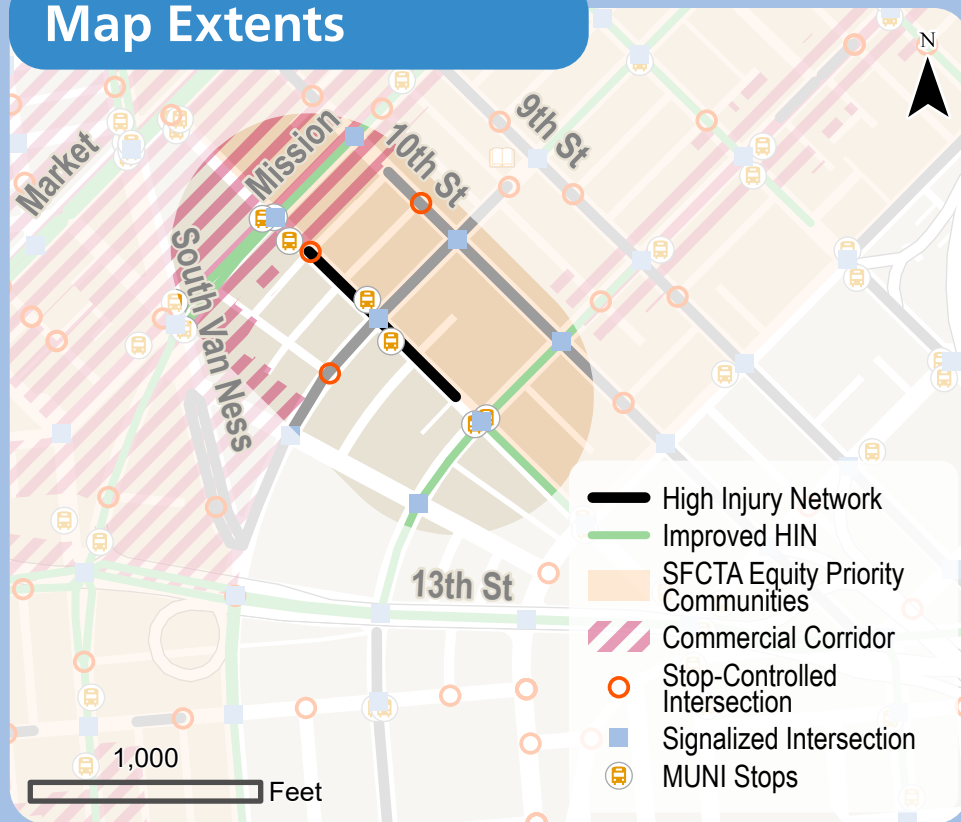 Map Extents
N
Market
Mission
10th St
9th St
South Van Ness
13th St
High Injury Network
Improved HIN
SFCTA Equity Priority
Communities
Commercial Corridor
Stop-Controlled
Intersection
Signalized Intersection
MUNI Stops
1,000
Feet